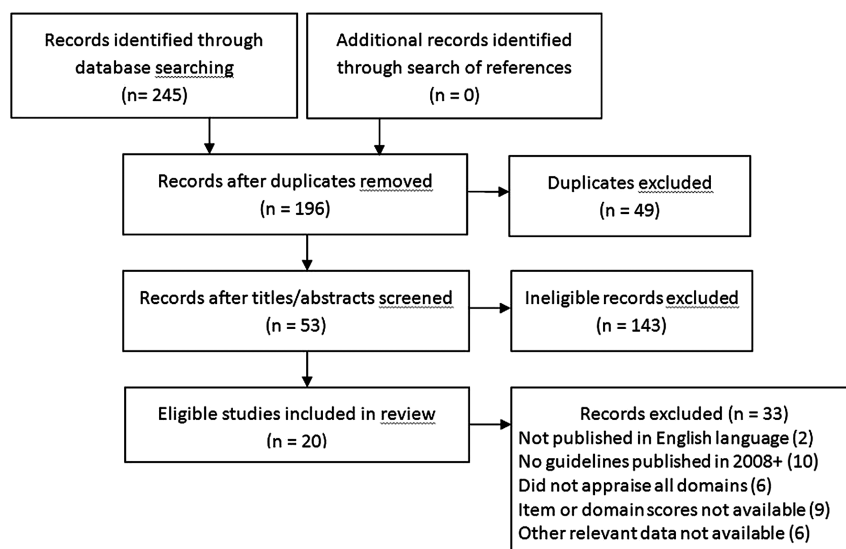 Records identified through
database searching
(n= 245)
Additional records identified
through search of references
(n = 0)
Records after duplicates removed
(n = 196)
Duplicates excluded
(n = 49)
Records after titles/abstracts screened
(n = 53)
Ineligible records excluded
(n = 143)
Eligible studies included in review
(n = 20)
Records excluded (n = 33)
Not published in English language (2)
No guidelines published in 2008+ (10)
Did not appraise all domains (6)
Item or domain scores not available (9)
Other relevant data not available (6)